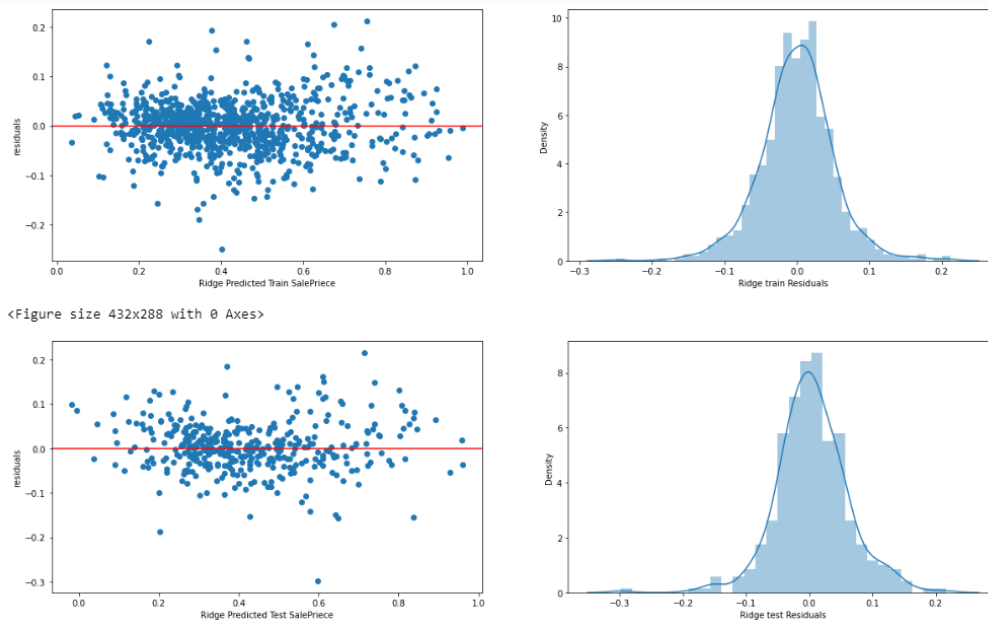 0.2
0.1
0.0
−0.1
−0.2
residuals
0.0 0.2 0.4 0.6 0.8 1.0
Ridge Predicted Train SalePriece
10
8
6
4
2
0
Density
−0.3 −0.1 0.0 0.1 0.2
Ridge train Residuals
<Figure size 432x288 with 0 Axes>
0.2
0.1
0.0
−0.1
−0.2
−0.3
residuals
0.0 0.2 0.4 0.6 0.8 1.0
Ridge Predicted Test SalePriece
8
6
4
2
0
Density
−0.3 −0.2 −0.1 0.0 0.1 0.2
Ridge test Residuals